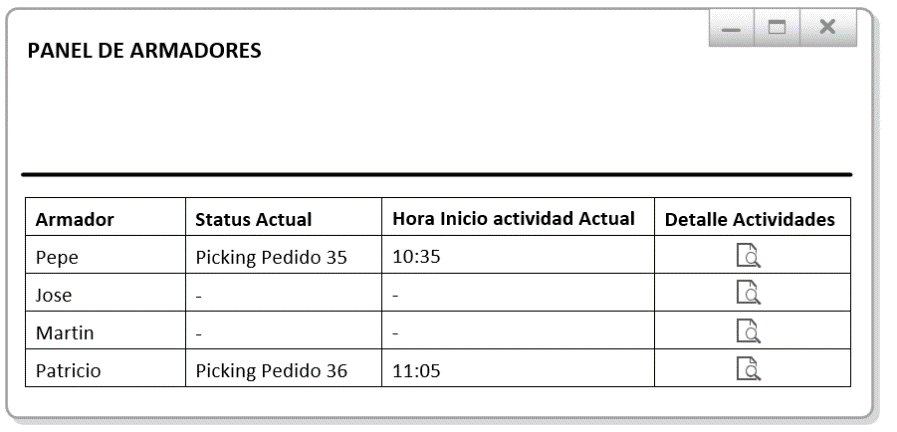 PANEL DE ARMADORES
Armador Status Actual Hora Inicio actividad Actual Detalle Actividades
Pepe Picking Pedido 35 10:35
Jose - -
Martin - -
Patricio Picking Pedido 36 11:05